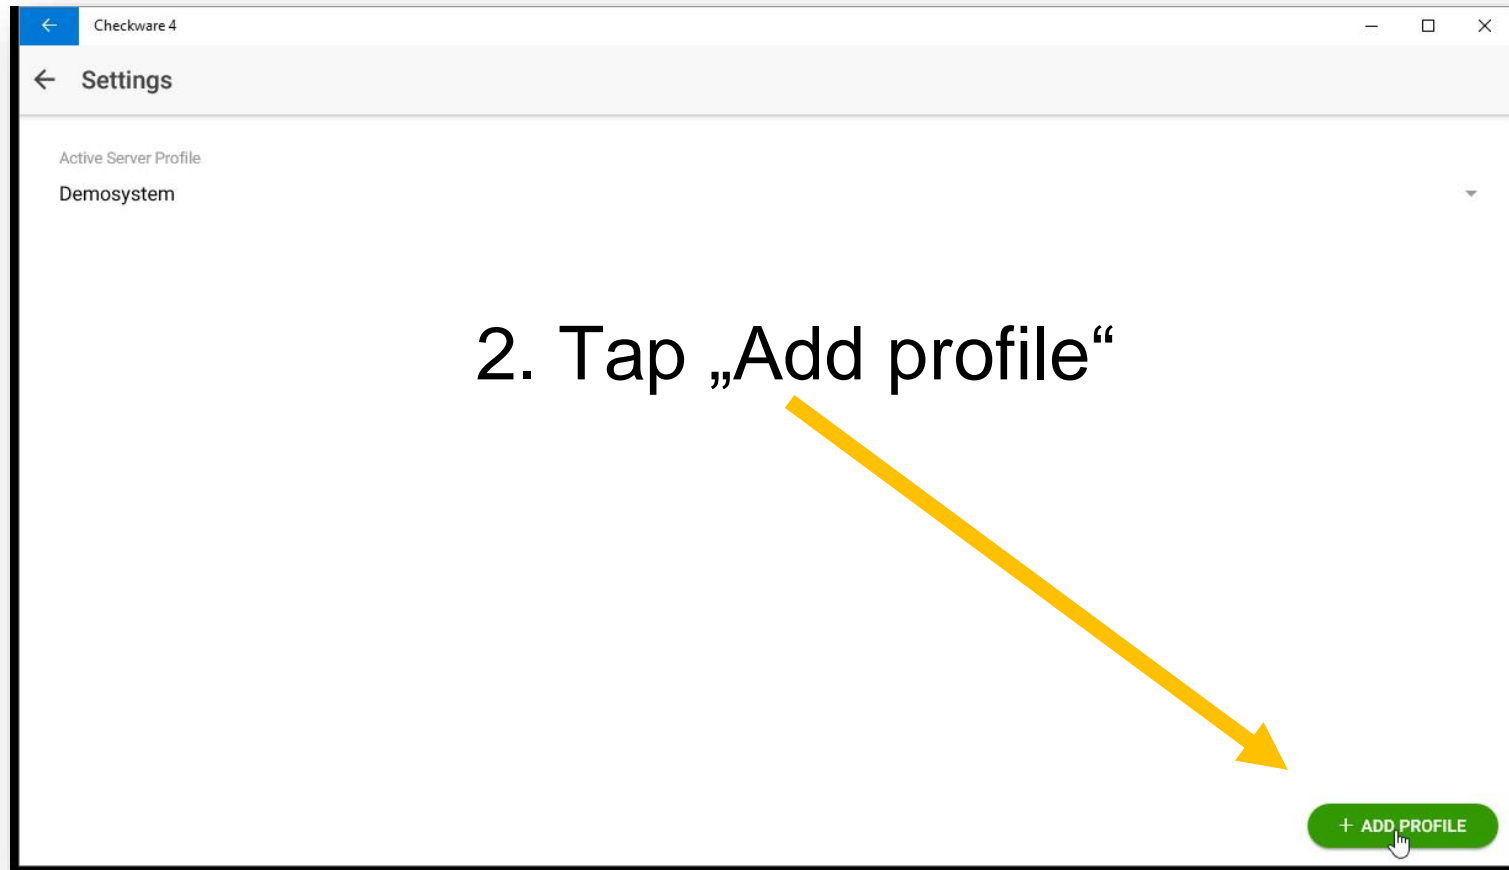 Checkware 4
Settings
Active Server Profile
Demosystem
2. Tap „Add profile“
+ ADD PROFILE